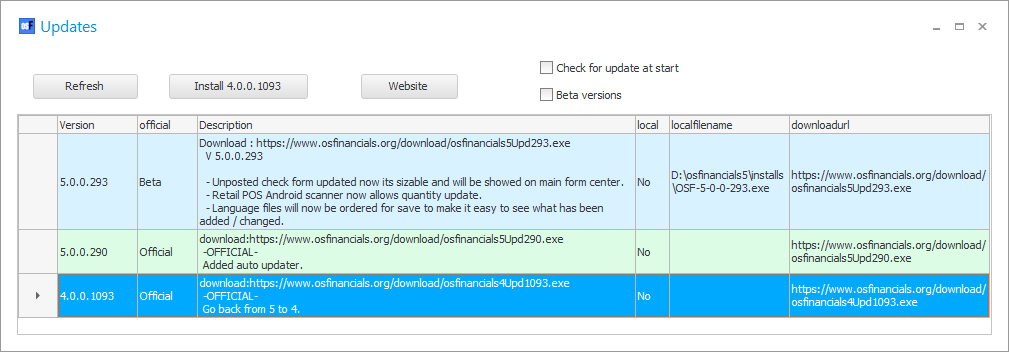 osF Updates
Check for update at start
Refresh Install 4.0.0.1093 Website
Beta versions
Version official Description local localfilename downloadurl
Download : https://www.osfinancials.org/download/osfinancials5Upd293.exe
V 5.0.0.293
5.0.0.293 Beta - Unposted check form updated now its sizable and will be showed on main form center. No D:\osfinancials5\installs https://www.osfinancials.org/download/
- Retail POS Android scanner now allows quantity update. \OSF-5-0-0-293.exe osfinancials5Upd293.exe
- Language files will now be ordered for save to make it easy to see what has been
added / changed.
download:https://www.osfinancials.org/download/osfinancials5Upd290.exe
5.0.0.290 Official -OFFICIAL- No https://www.osfinancials.org/download/
Added auto updater. osfinancials5Upd290.exe
download:https://www.osfinancials.org/download/osfinancials4Upd1093.exe
4.0.0.1093 Official -OFFICIAL- No https://www.osfinancials.org/download/
Go back from 5 to 4. osfinancials4Upd1093.exe